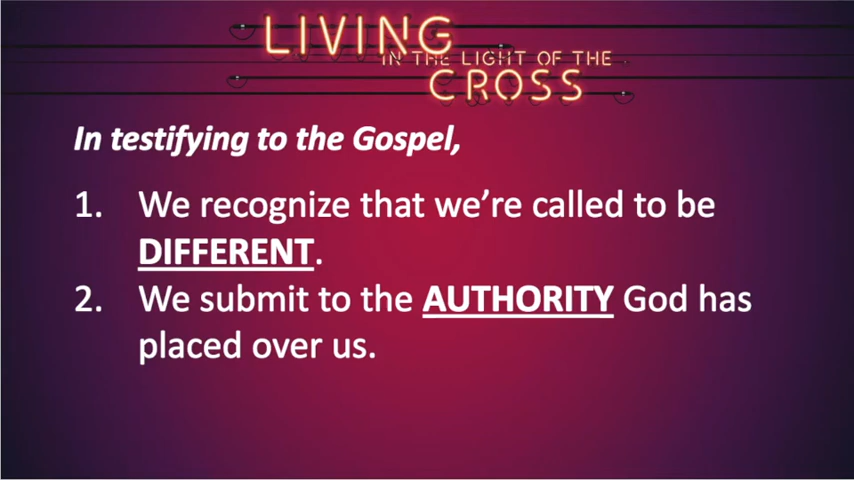 LIVING
IN THE LIGHT OF THE
CROSS
In testifying to the Gospel,
1. We recognize that we’re called to be
DIFFERENT.
2. We submit to the AUTHORITY God has
placed over us.